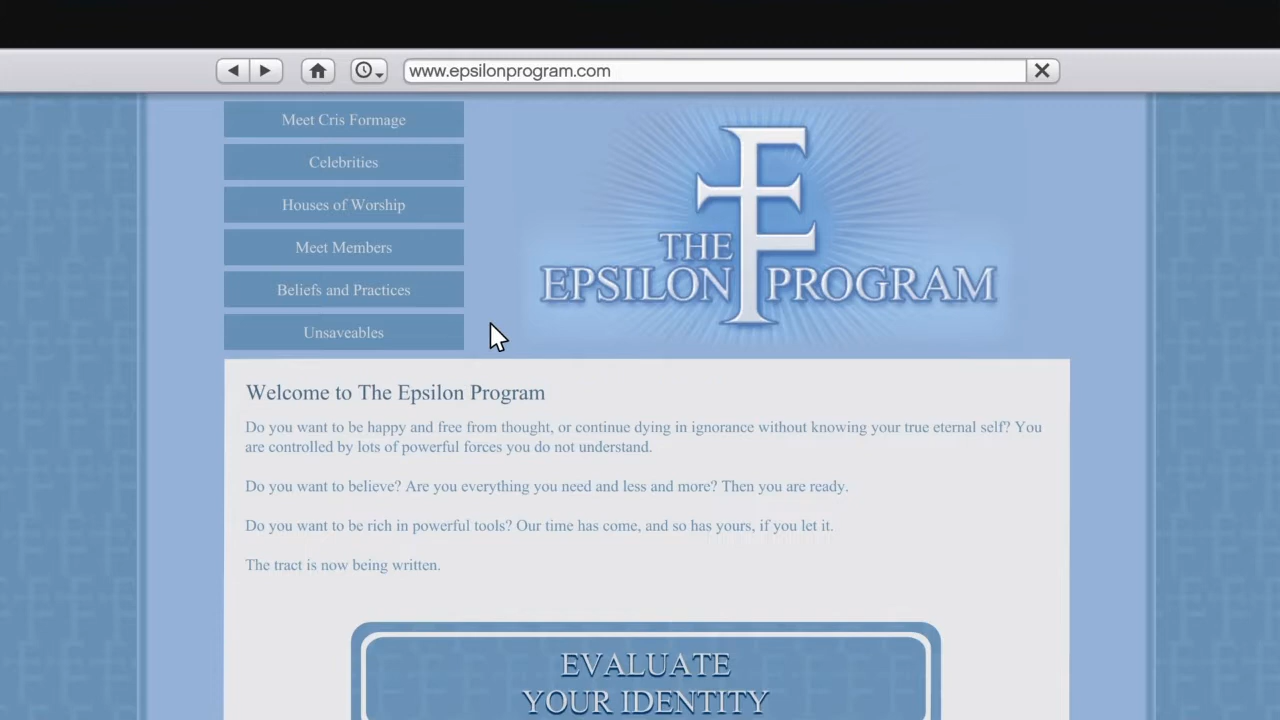 www.epsilonprogram.com
Meet Cris Formage
Celebrities
Houses of Worship
Meet Members
Beliefs and Practices
Unsaveables
THE
EPSILON PROGRAM
Welcome to The Epsilon Program
Do you want to be happy and free from thought, or continue dying in ignorance without knowing your true eternal self? You
are controlled by lots of powerful forces you do not understand.
Do you want to believe? Are you everything you need and less and more? Then you are ready.
Do you want to be rich in powerful tools? Our time has come, and so has yours, if you let it.
The tract is now being written.
EVALUATE
YOUR IDENTITY